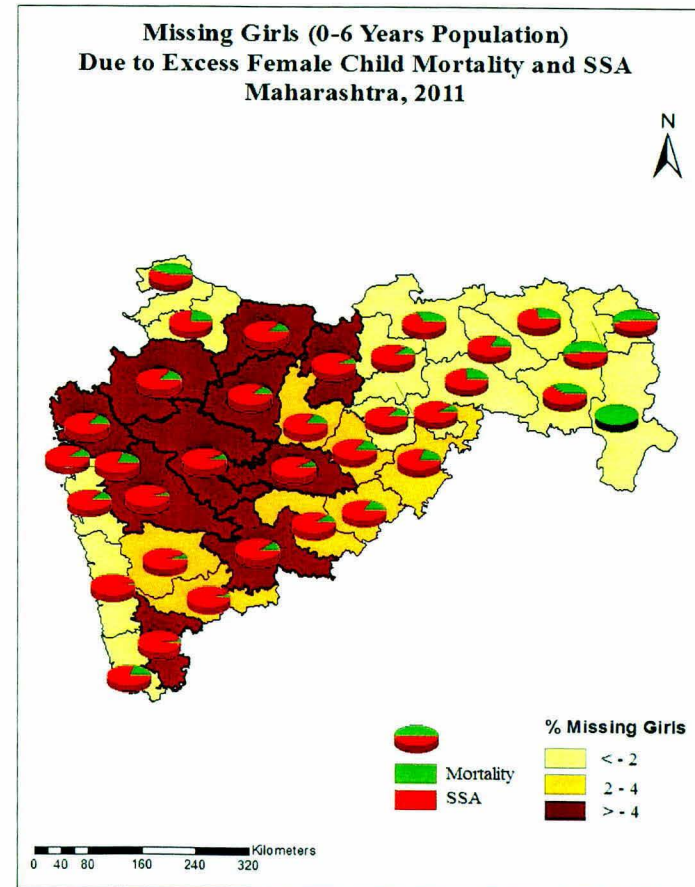 Missing Girls (0-6 Years Population)
Due to Excess Female Child Mortality and SSA
Maharashtra, 2011
N
Mortality
SSA
% Missing Girls
< - 2
2 - 4
> - 4
Kilometers
0 40 80 160 240 320